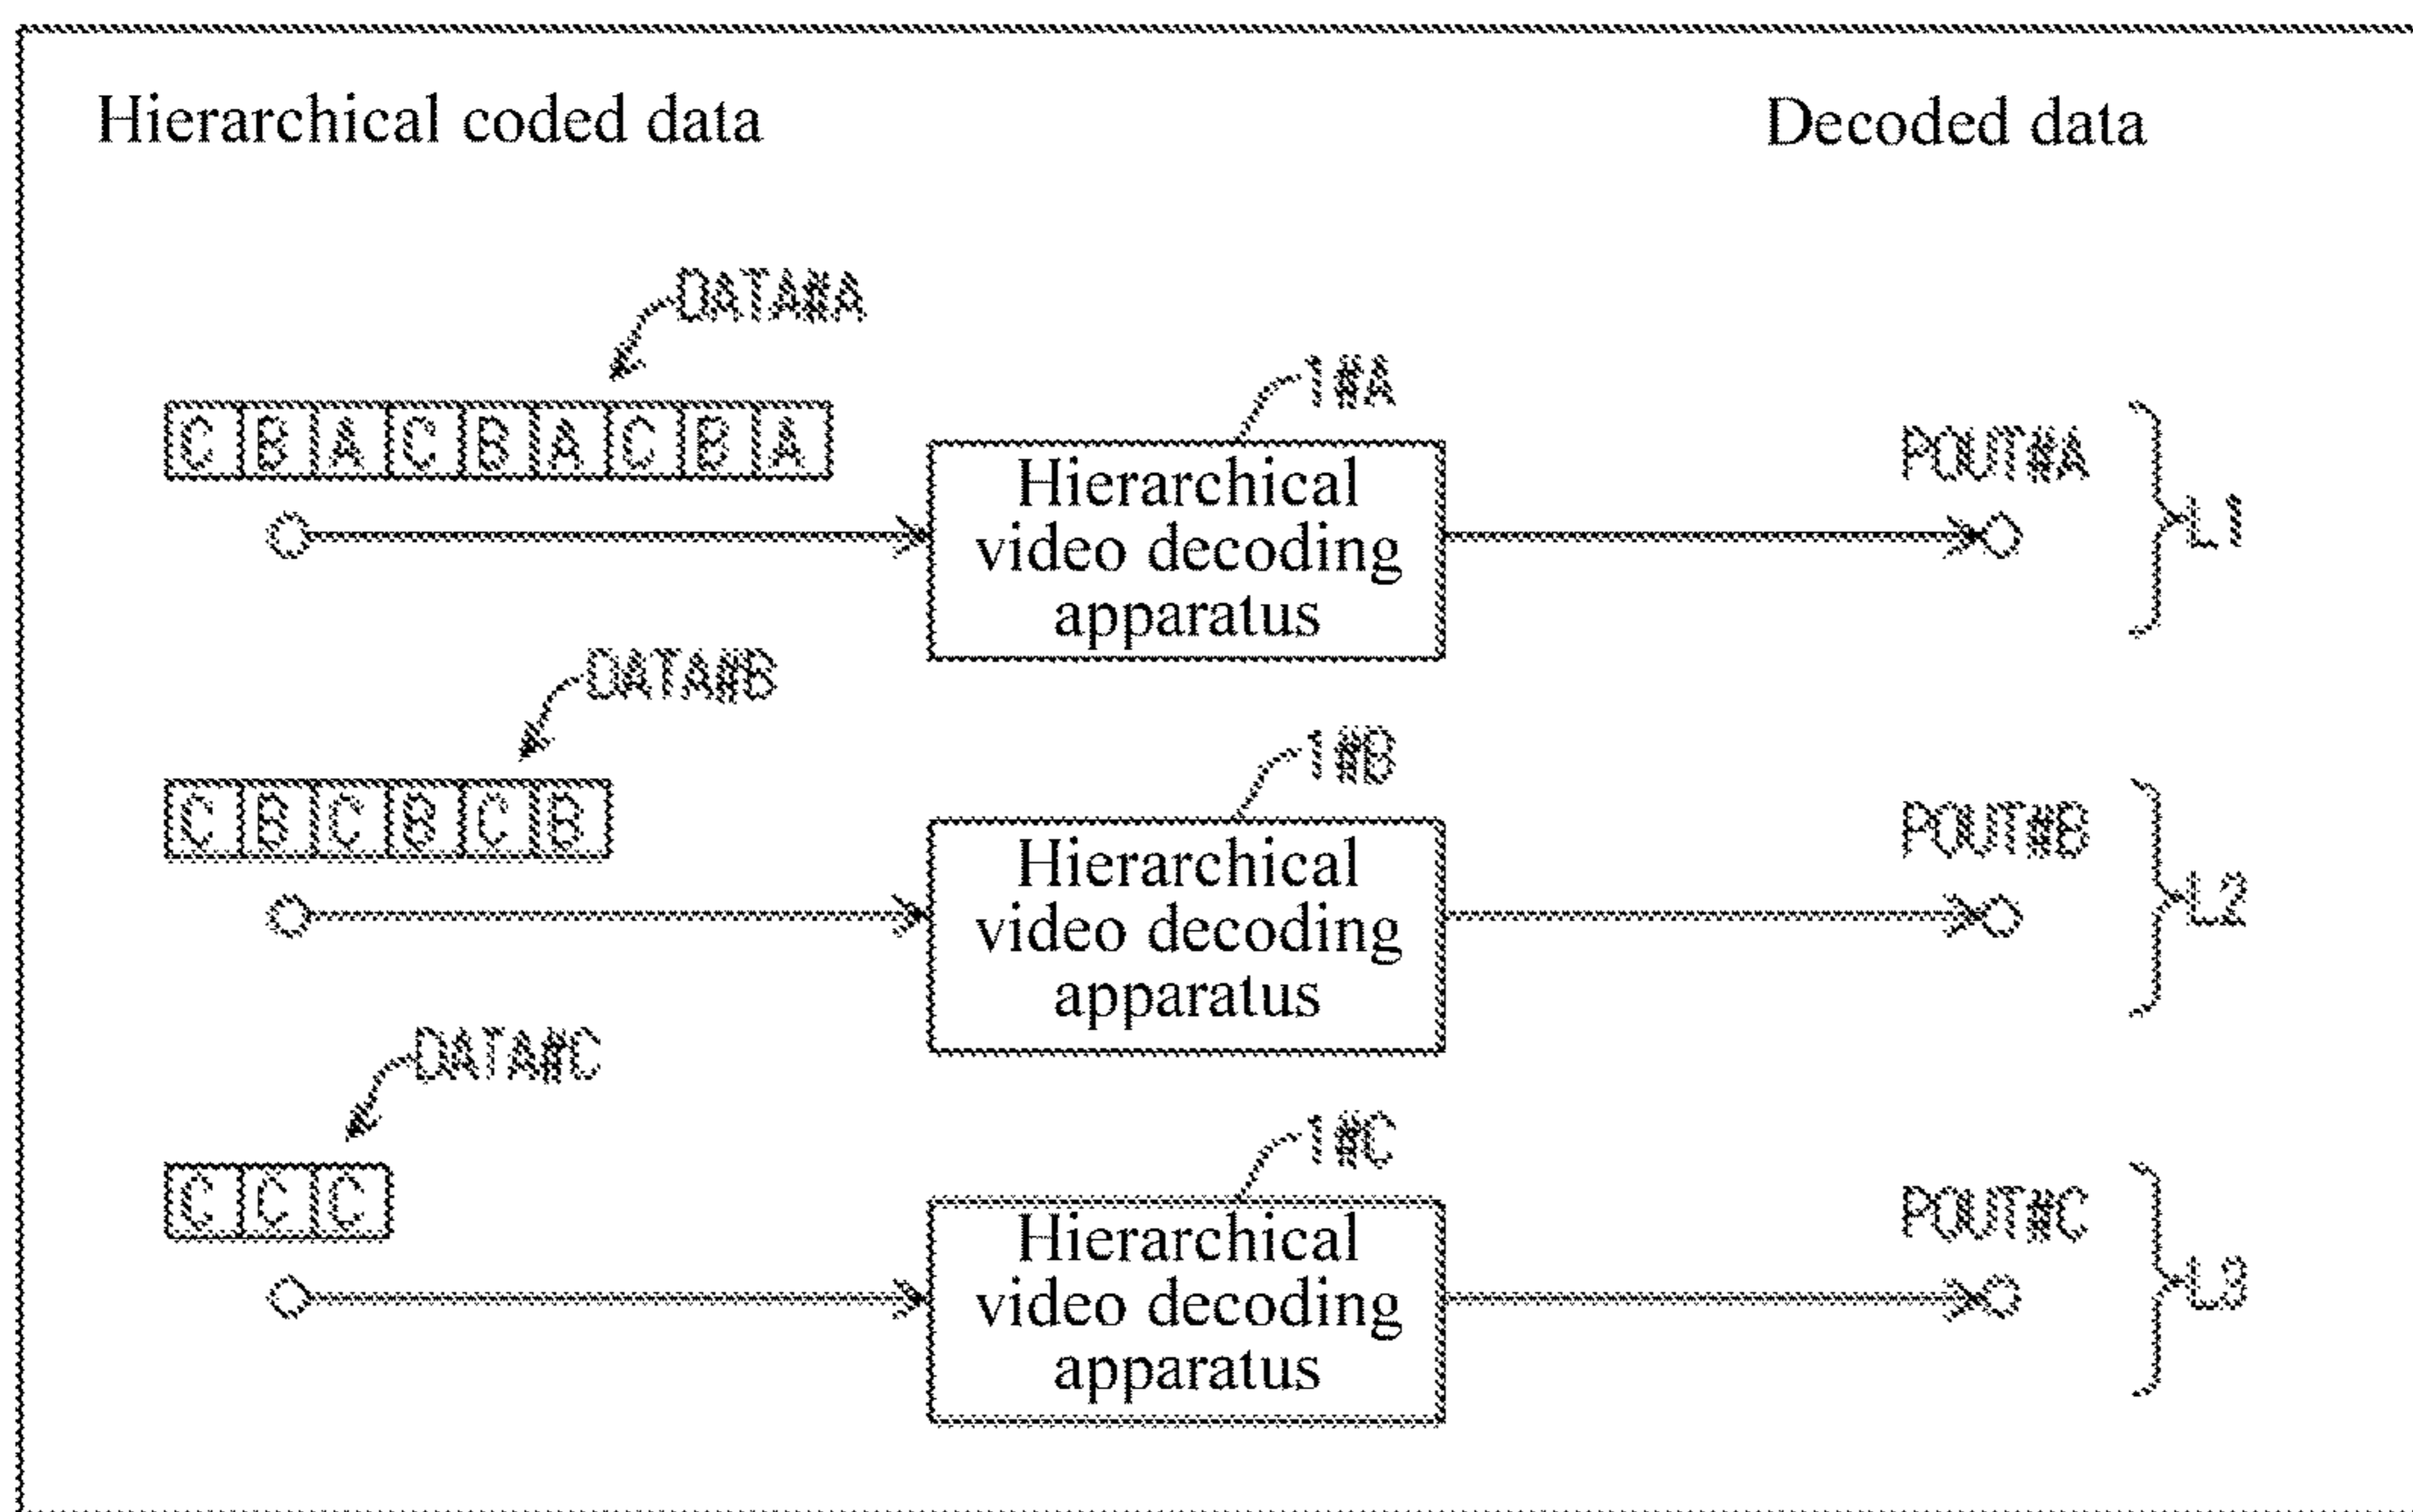 Hierarchical coded data
Decoded data
DATA#A
C B A C B A C B A
1#A
Hierarchical
video decoding
apparatus
POUT#A
L1
DATA#B
C B C B C B
1#B
Hierarchical
video decoding
apparatus
POUT#B
L2
DATA#C
C C C
1#C
Hierarchical
video decoding
apparatus
POUT#C
L3